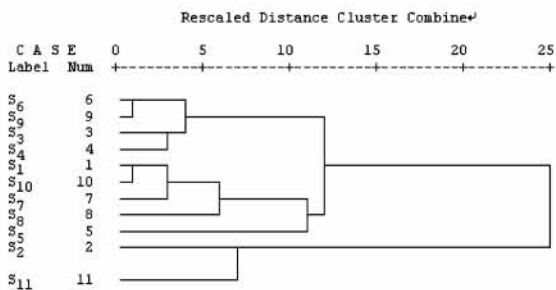 Rescaled Distance Cluster Combine↵
C A S E 0 5 10 15 20 25
Label Num +---------+---------+---------+---------+---------+
S6 6
S9 9
S3 3
S4 4
S1 1
S10 10
S7 7
S8 8
S5 5
S2 2
S11 11